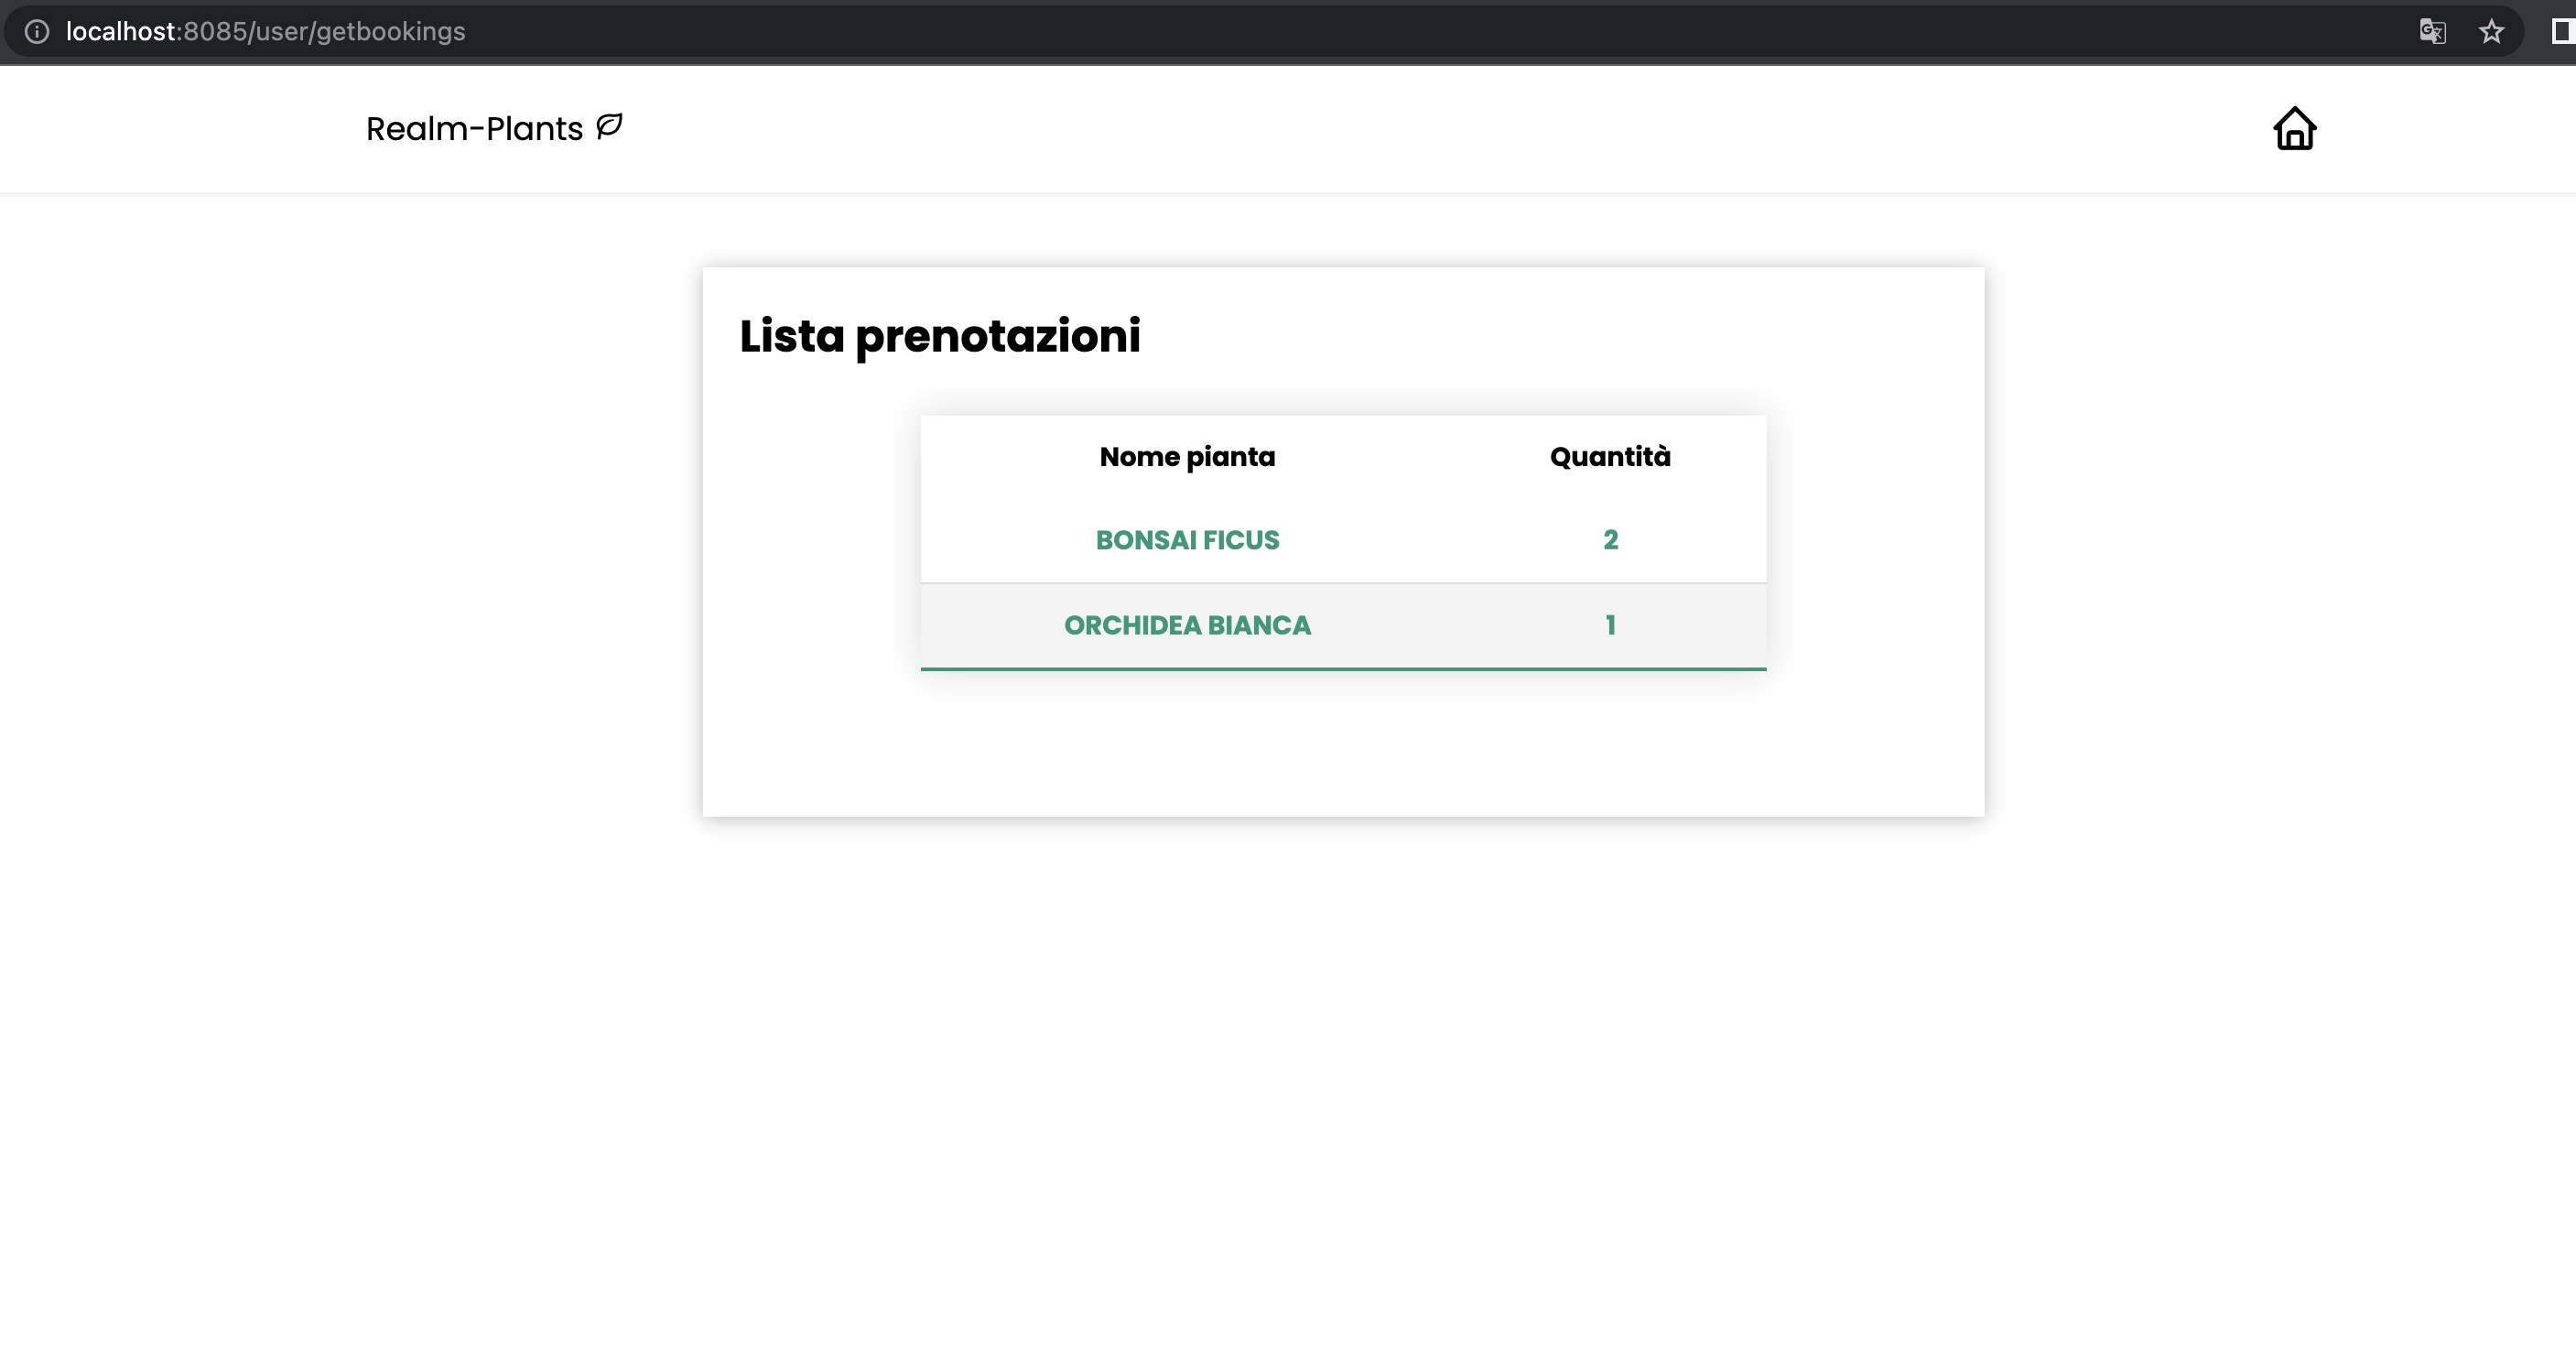 localhost:8085/user/getbookings
Realm-Plants
Lista prenotazioni
Nome pianta Quantità
BONSAI FICUS 2
ORCHIDEA BIANCA 1